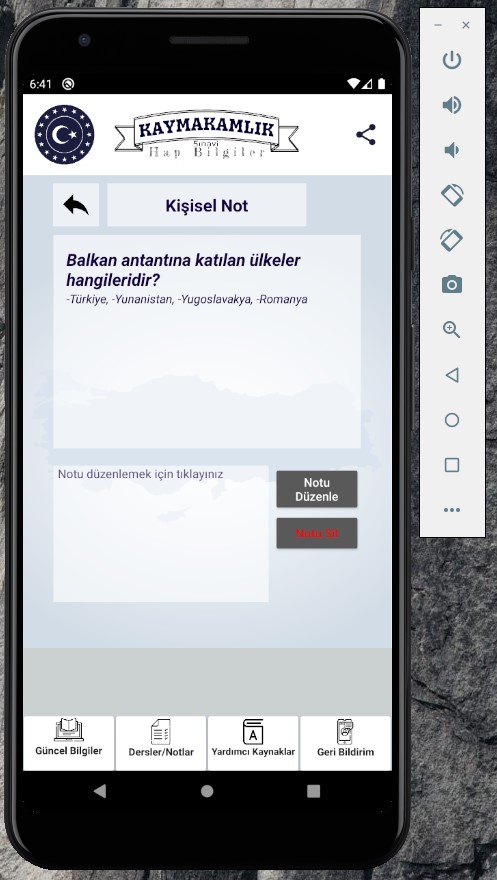 6:41
KAYMAKAMLIK
Sınavı
Hap Bilgiler
Kişisel Not
Balkan antantına katılan ülkeler
hangileridir?
-Türkiye, -Yunanistan, -Yugoslavakya, -Romanya
Notu düzenlemek için tıklayınız
Notu
Düzenle
Notu Sil
Güncel Bilgiler
Dersler/Notlar
Yardımcı Kaynaklar
Geri Bildirim